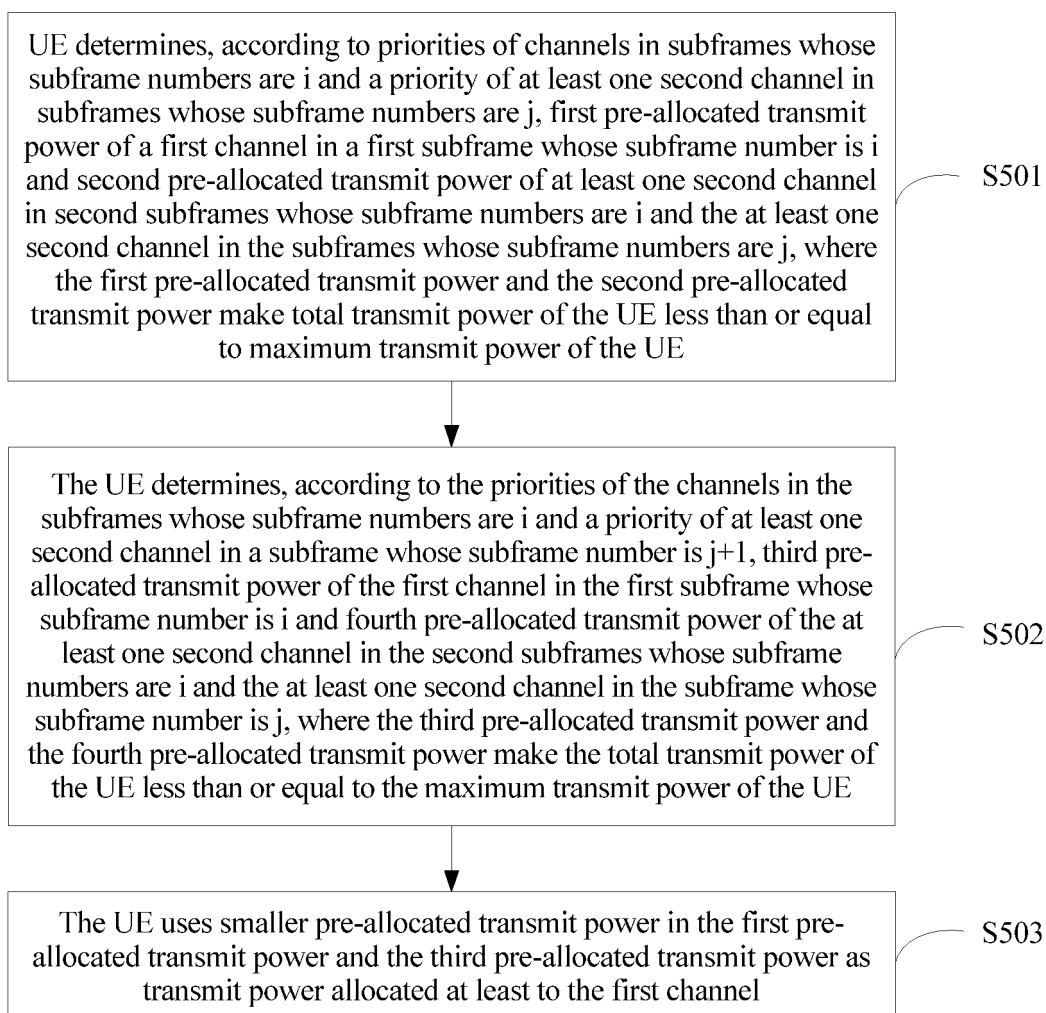 UE determines, according to priorities of channels in subframes whose
subframe numbers are i and a priority of at least one second channel in
subframes whose subframe numbers are j, first pre-allocated transmit
power of a first channel in a first subframe whose subframe number is i
and second pre-allocated transmit power of at least one second channel
in second subframes whose subframe numbers are i and the at least one
second channel in the subframes whose subframe numbers are j, where
the first pre-allocated transmit power and the second pre-allocated
transmit power make total transmit power of the UE less than or equal
to maximum transmit power of the UE
S501
The UE determines, according to the priorities of the channels in the
subframes whose subframe numbers are i and a priority of at least one
second channel in a subframe whose subframe number is j+1, third pre-
allocated transmit power of the first channel in the first subframe whose
subframe number is i and fourth pre-allocated transmit power of the at
least one second channel in the second subframes whose subframe
numbers are i and the at least one second channel in the subframe whose
subframe number is j, where the third pre-allocated transmit power and
the fourth pre-allocated transmit power make the total transmit power of
the UE less than or equal to the maximum transmit power of the UE
S502
The UE uses smaller pre-allocated transmit power in the first pre-
allocated transmit power and the third pre-allocated transmit power as
transmit power allocated at least to the first channel
S503